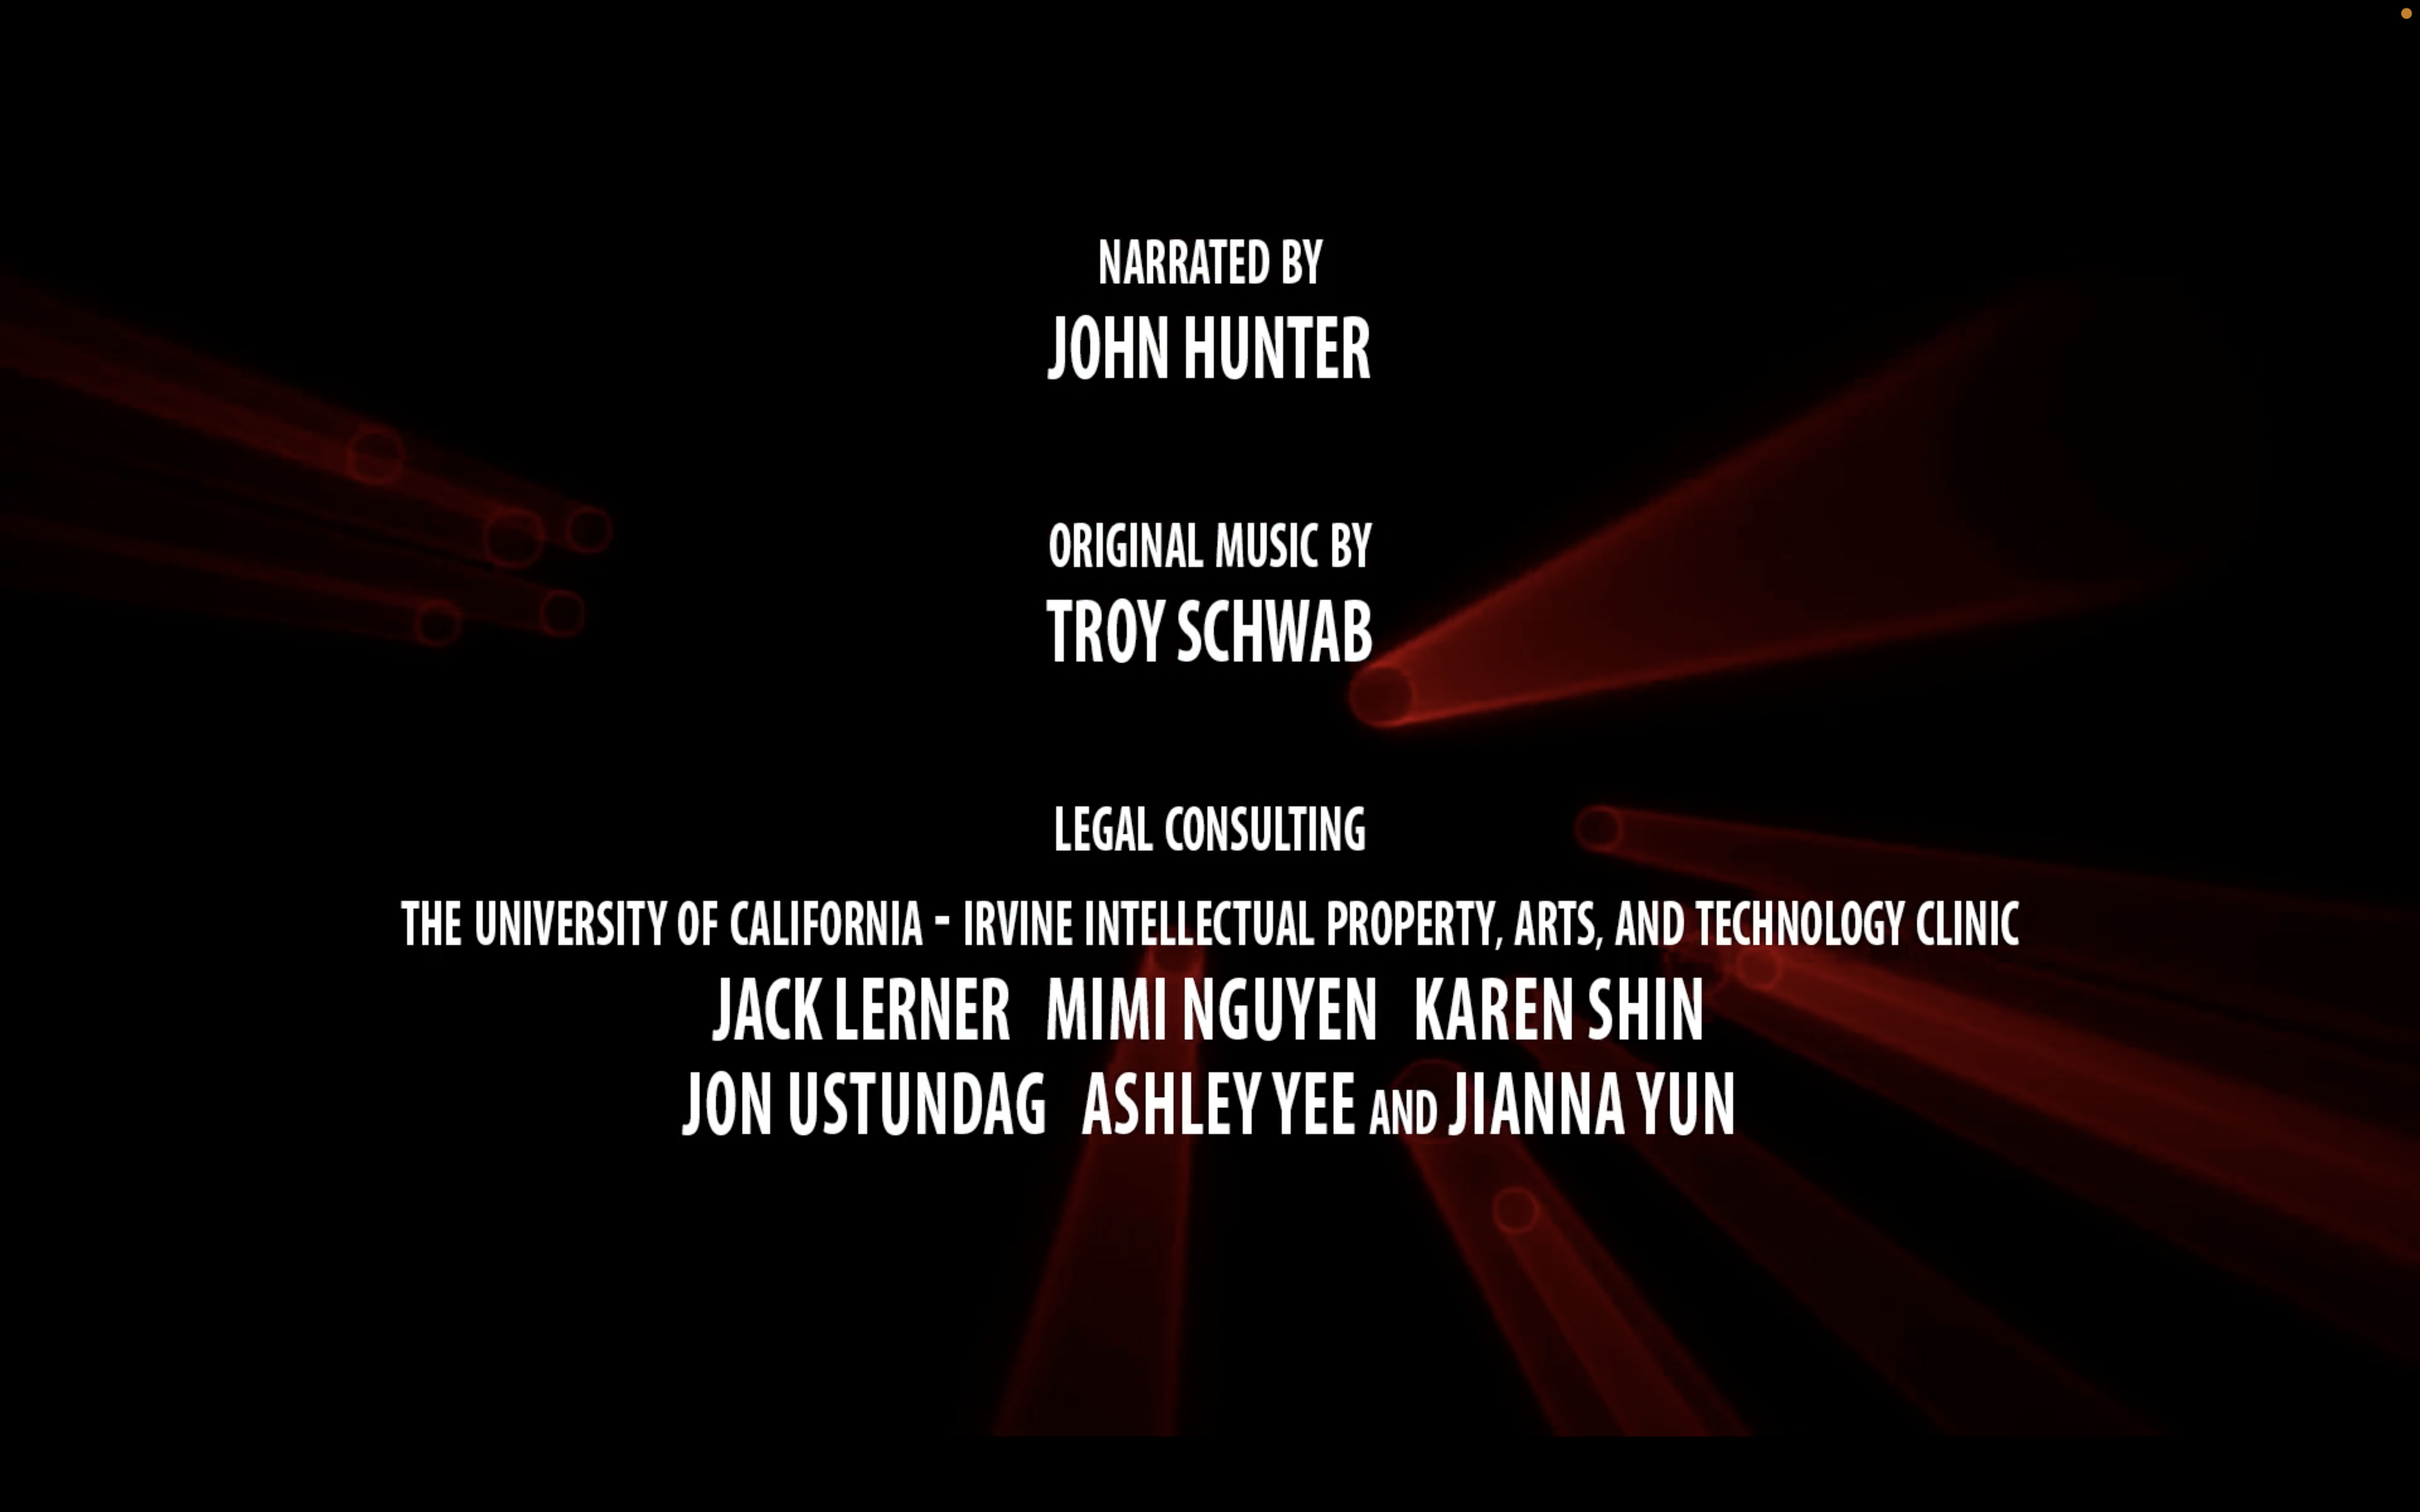 NARRATED BY
JOHN HUNTER
ORIGINAL MUSIC BY
TROY SCHWAB
LEGAL CONSULTING
THE UNIVERSITY OF CALIFORNIA - IRVINE INTELLECTUAL PROPERTY, ARTS, AND TECHNOLOGY CLINIC
JACK LERNER MIMI NGUYEN KAREN SHIN
JON USTUNDAG ASHLEY YEE AND JIANNA YUN